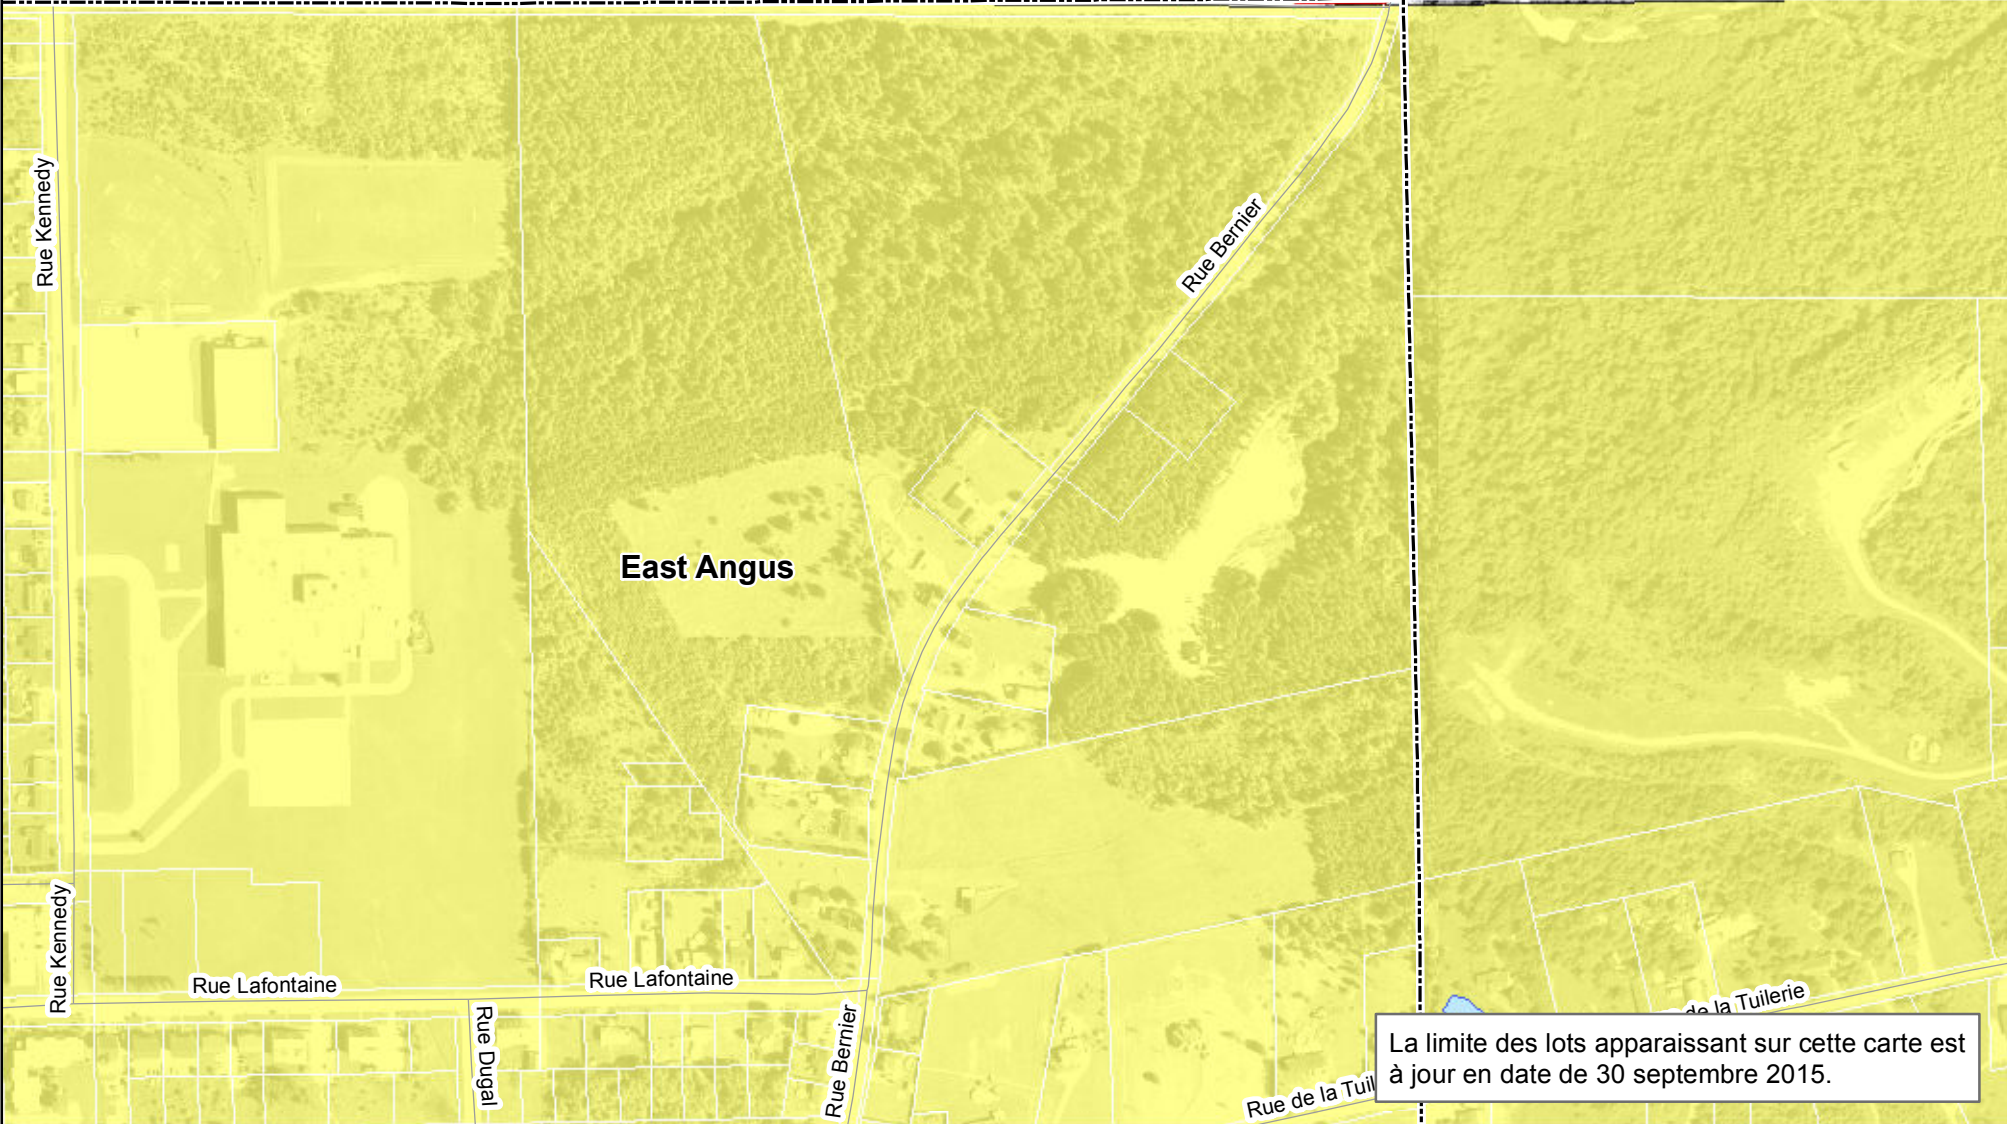 Rue Kennedy
Rue Bernier
East Angus
Rue Kennedy
Rue Lafontaine
Rue Lafontaine
Rue Dugal
Rue Bernier
de la Tuilerie
Rue de la Tuil
La limite des lots apparaissant sur cette carte est
à jour en date de 30 septembre 2015.